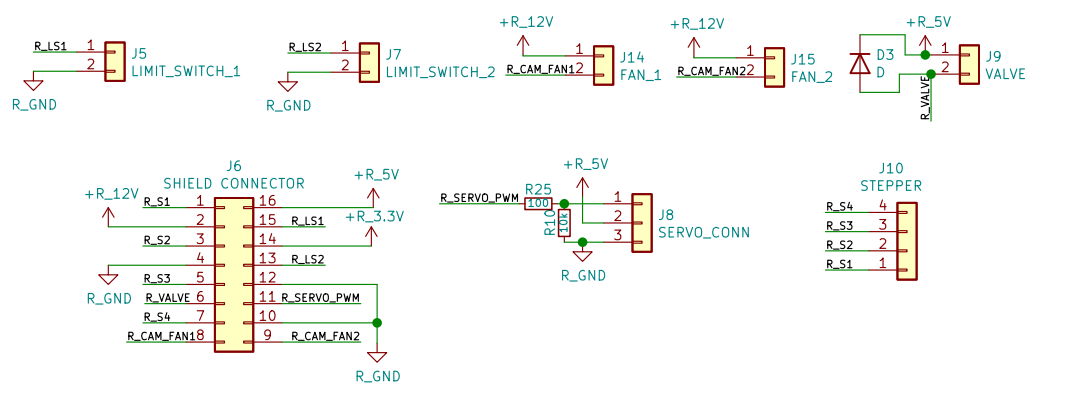 R_LS1 1 J5
2 LIMIT_SWITCH_1
R_GND
R_LS2 1 J7
2 LIMIT_SWITCH_2
R_GND
+R_12V
1 J14
R_CAM_FAN1 2 FAN_1
+R_12V
1 J15
R_CAM_FAN2 2 FAN_2
+R_5V
D3 1 J9
D 2 VALVE
R_VALVE
J6
SHIELD CONNECTOR
+R_12V
+R_5V
+R_3.3V
R_S1 1 16
2 15 R_LS1
R_S2 3 14
4 13 R_LS2
R_GND
R_S3 5 12
R_VALVE 6 11 R_SERVO_PWM
R_S4 7 10
R_CAM_FAN1 8 9 R_CAM_FAN2
R_GND
+R_5V
R_SERVO_PWM R25 1
100
R10 10k 2 J8
3 SERVO_CONN
R_GND
J10
STEPPER
R_S4 4
R_S3 3
R_S2 2
R_S1 1